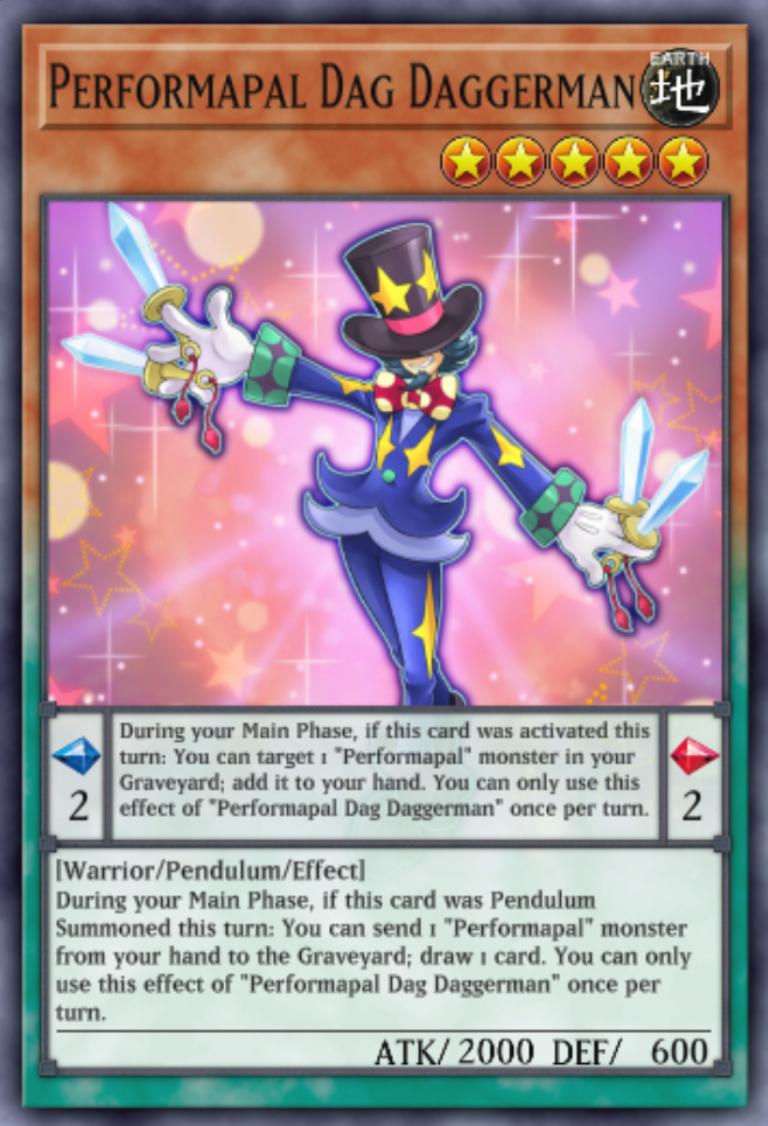 PERFORMAPAL DAG DAGGERMAN
EARTH
地
During your Main Phase, if this card was activated this
turn: You can target 1 "Performapal" monster in your
Graveyard; add it to your hand. You can only use this
effect of "Performapal Dag Daggerman" once per turn.
2
2
[Warrior/Pendulum/Effect]
During your Main Phase, if this card was Pendulum
Summoned this turn: You can send 1 "Performapal" monster
from your hand to the Graveyard; draw 1 card. You can only
use this effect of "Performapal Dag Daggerman" once per
turn.
ATK/ 2000 DEF/ 600